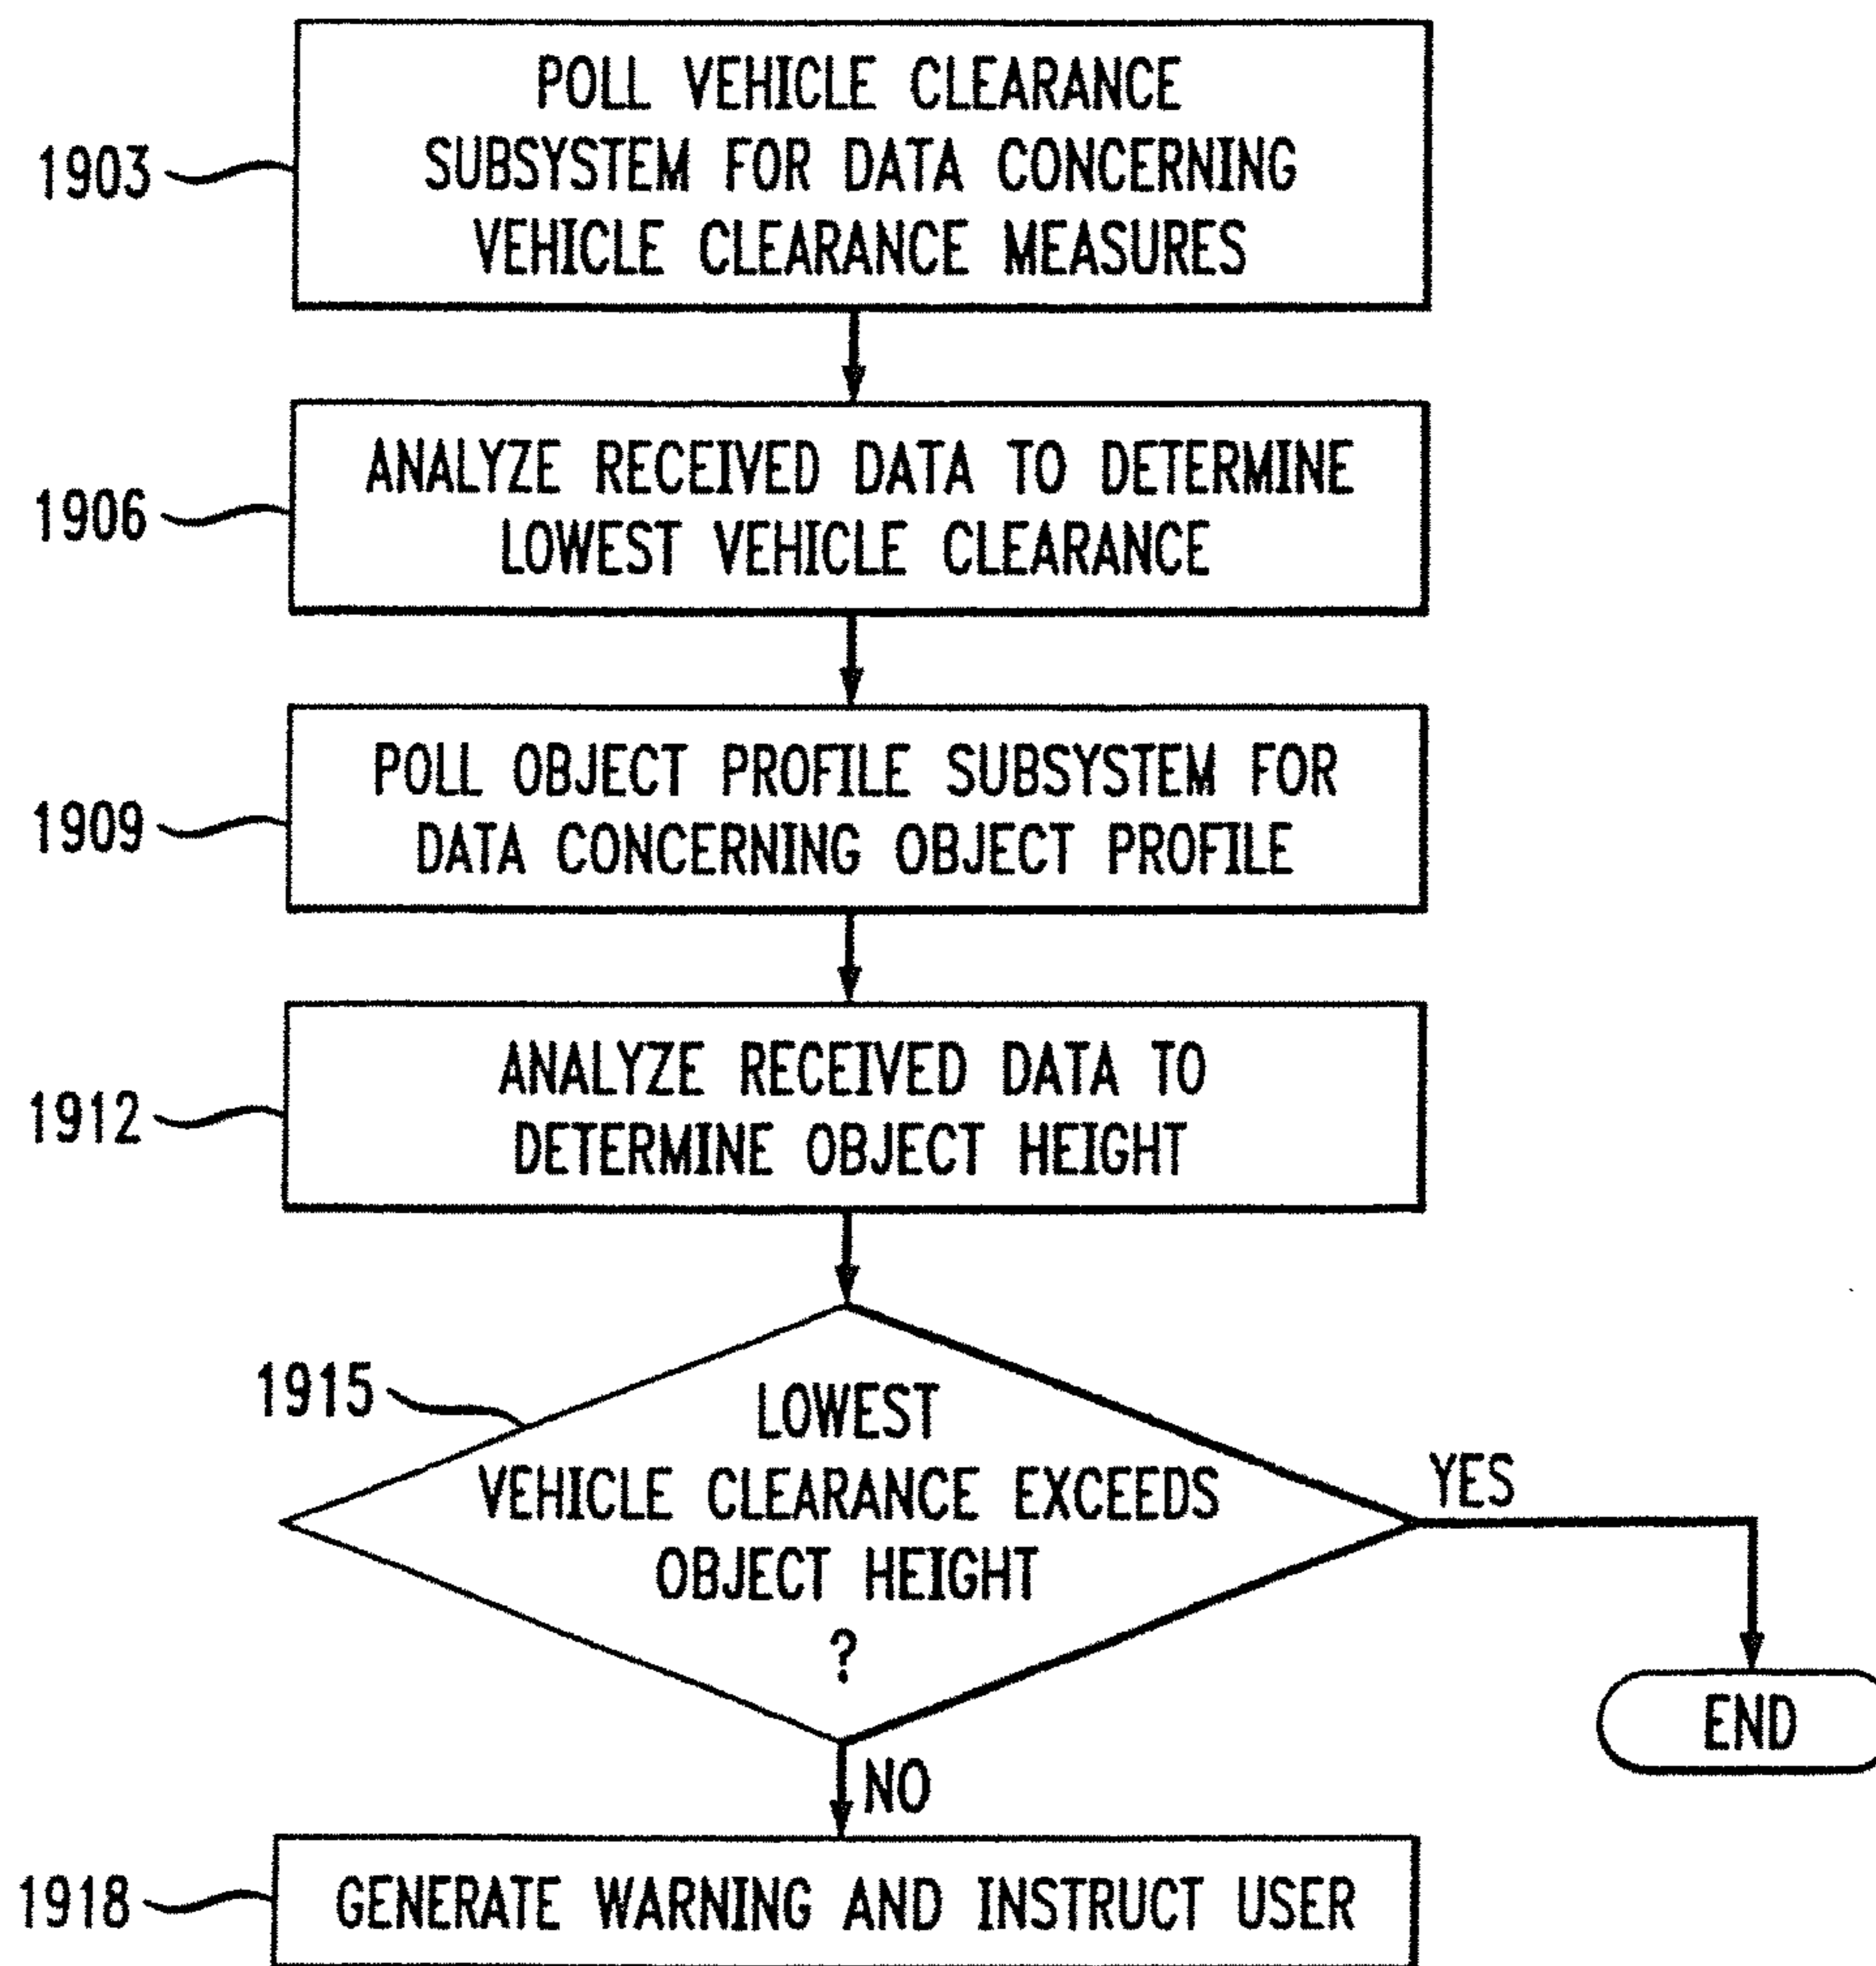 POLL VEHICLE CLEARANCE
SUBSYSTEM FOR DATA CONCERNING
VEHICLE CLEARANCE MEASURES
1903
ANALYZE RECEIVED DATA TO DETERMINE
LOWEST VEHICLE CLEARANCE
1906
POLL OBJECT PROFILE SUBSYSTEM FOR
DATA CONCERNING OBJECT PROFILE
1909
ANALYZE RECEIVED DATA TO
DETERMINE OBJECT HEIGHT
1912
1915
LOWEST
VEHICLE CLEARANCE EXCEEDS
OBJECT HEIGHT
?
YES
END
NO
1918
GENERATE WARNING AND INSTRUCT USER